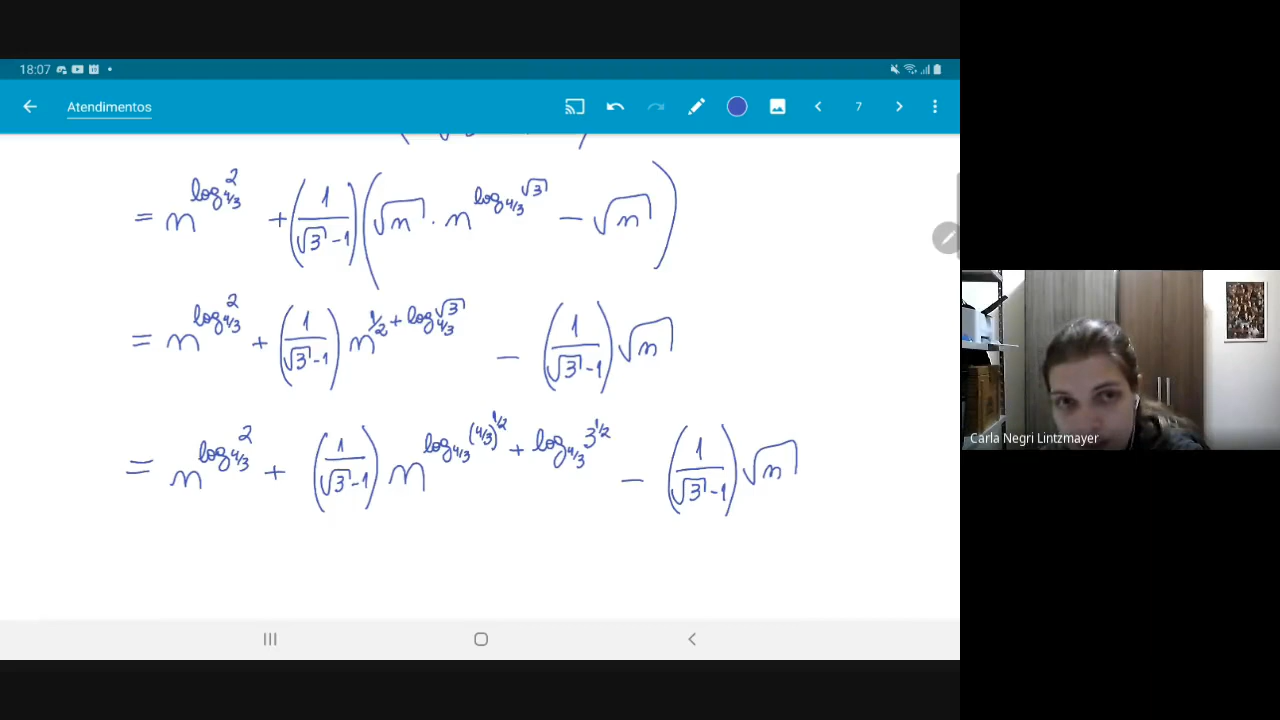 18:07
Atendimentos
7
= n^{log_{4/3} 2} + (1/(√3 - 1)) (√n · n^{log_{4/3} √3} - √n)
= n^{log_{4/3} 2} + (1/(√3 - 1)) n^{1/2 + log_{4/3} √3} - (1/(√3 - 1)) √n
= n^{log_{4/3} 2} + (1/(√3 - 1)) n^{log_{4/3} (4/3)^{1/2} + log_{4/3} 3^{1/2}} - (1/(√3 - 1)) √n
Carla Negri Lintzmayer